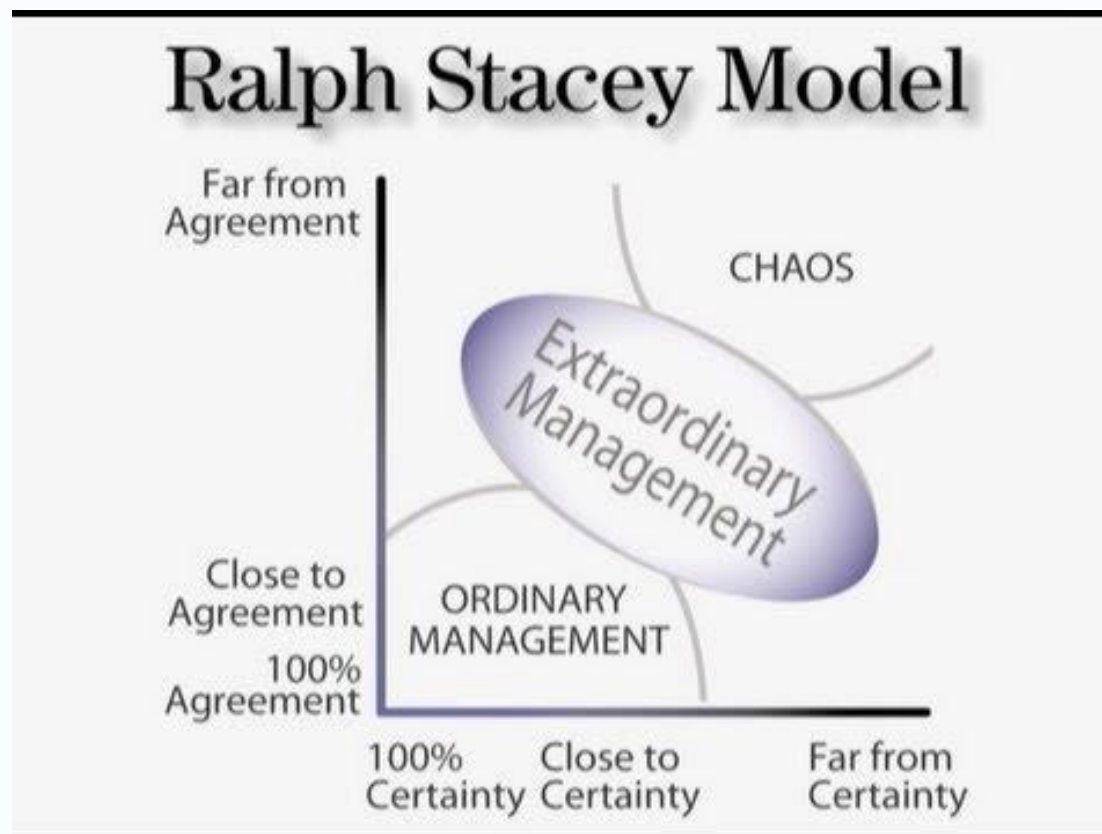 Ralph Stacey Model
Far from
Agreement
CHAOS
Extraordinary
Management
Close to
Agreement
ORDINARY
MANAGEMENT
100%
Agreement
100%
Certainty
Close to
Certainty
Far from
Certainty